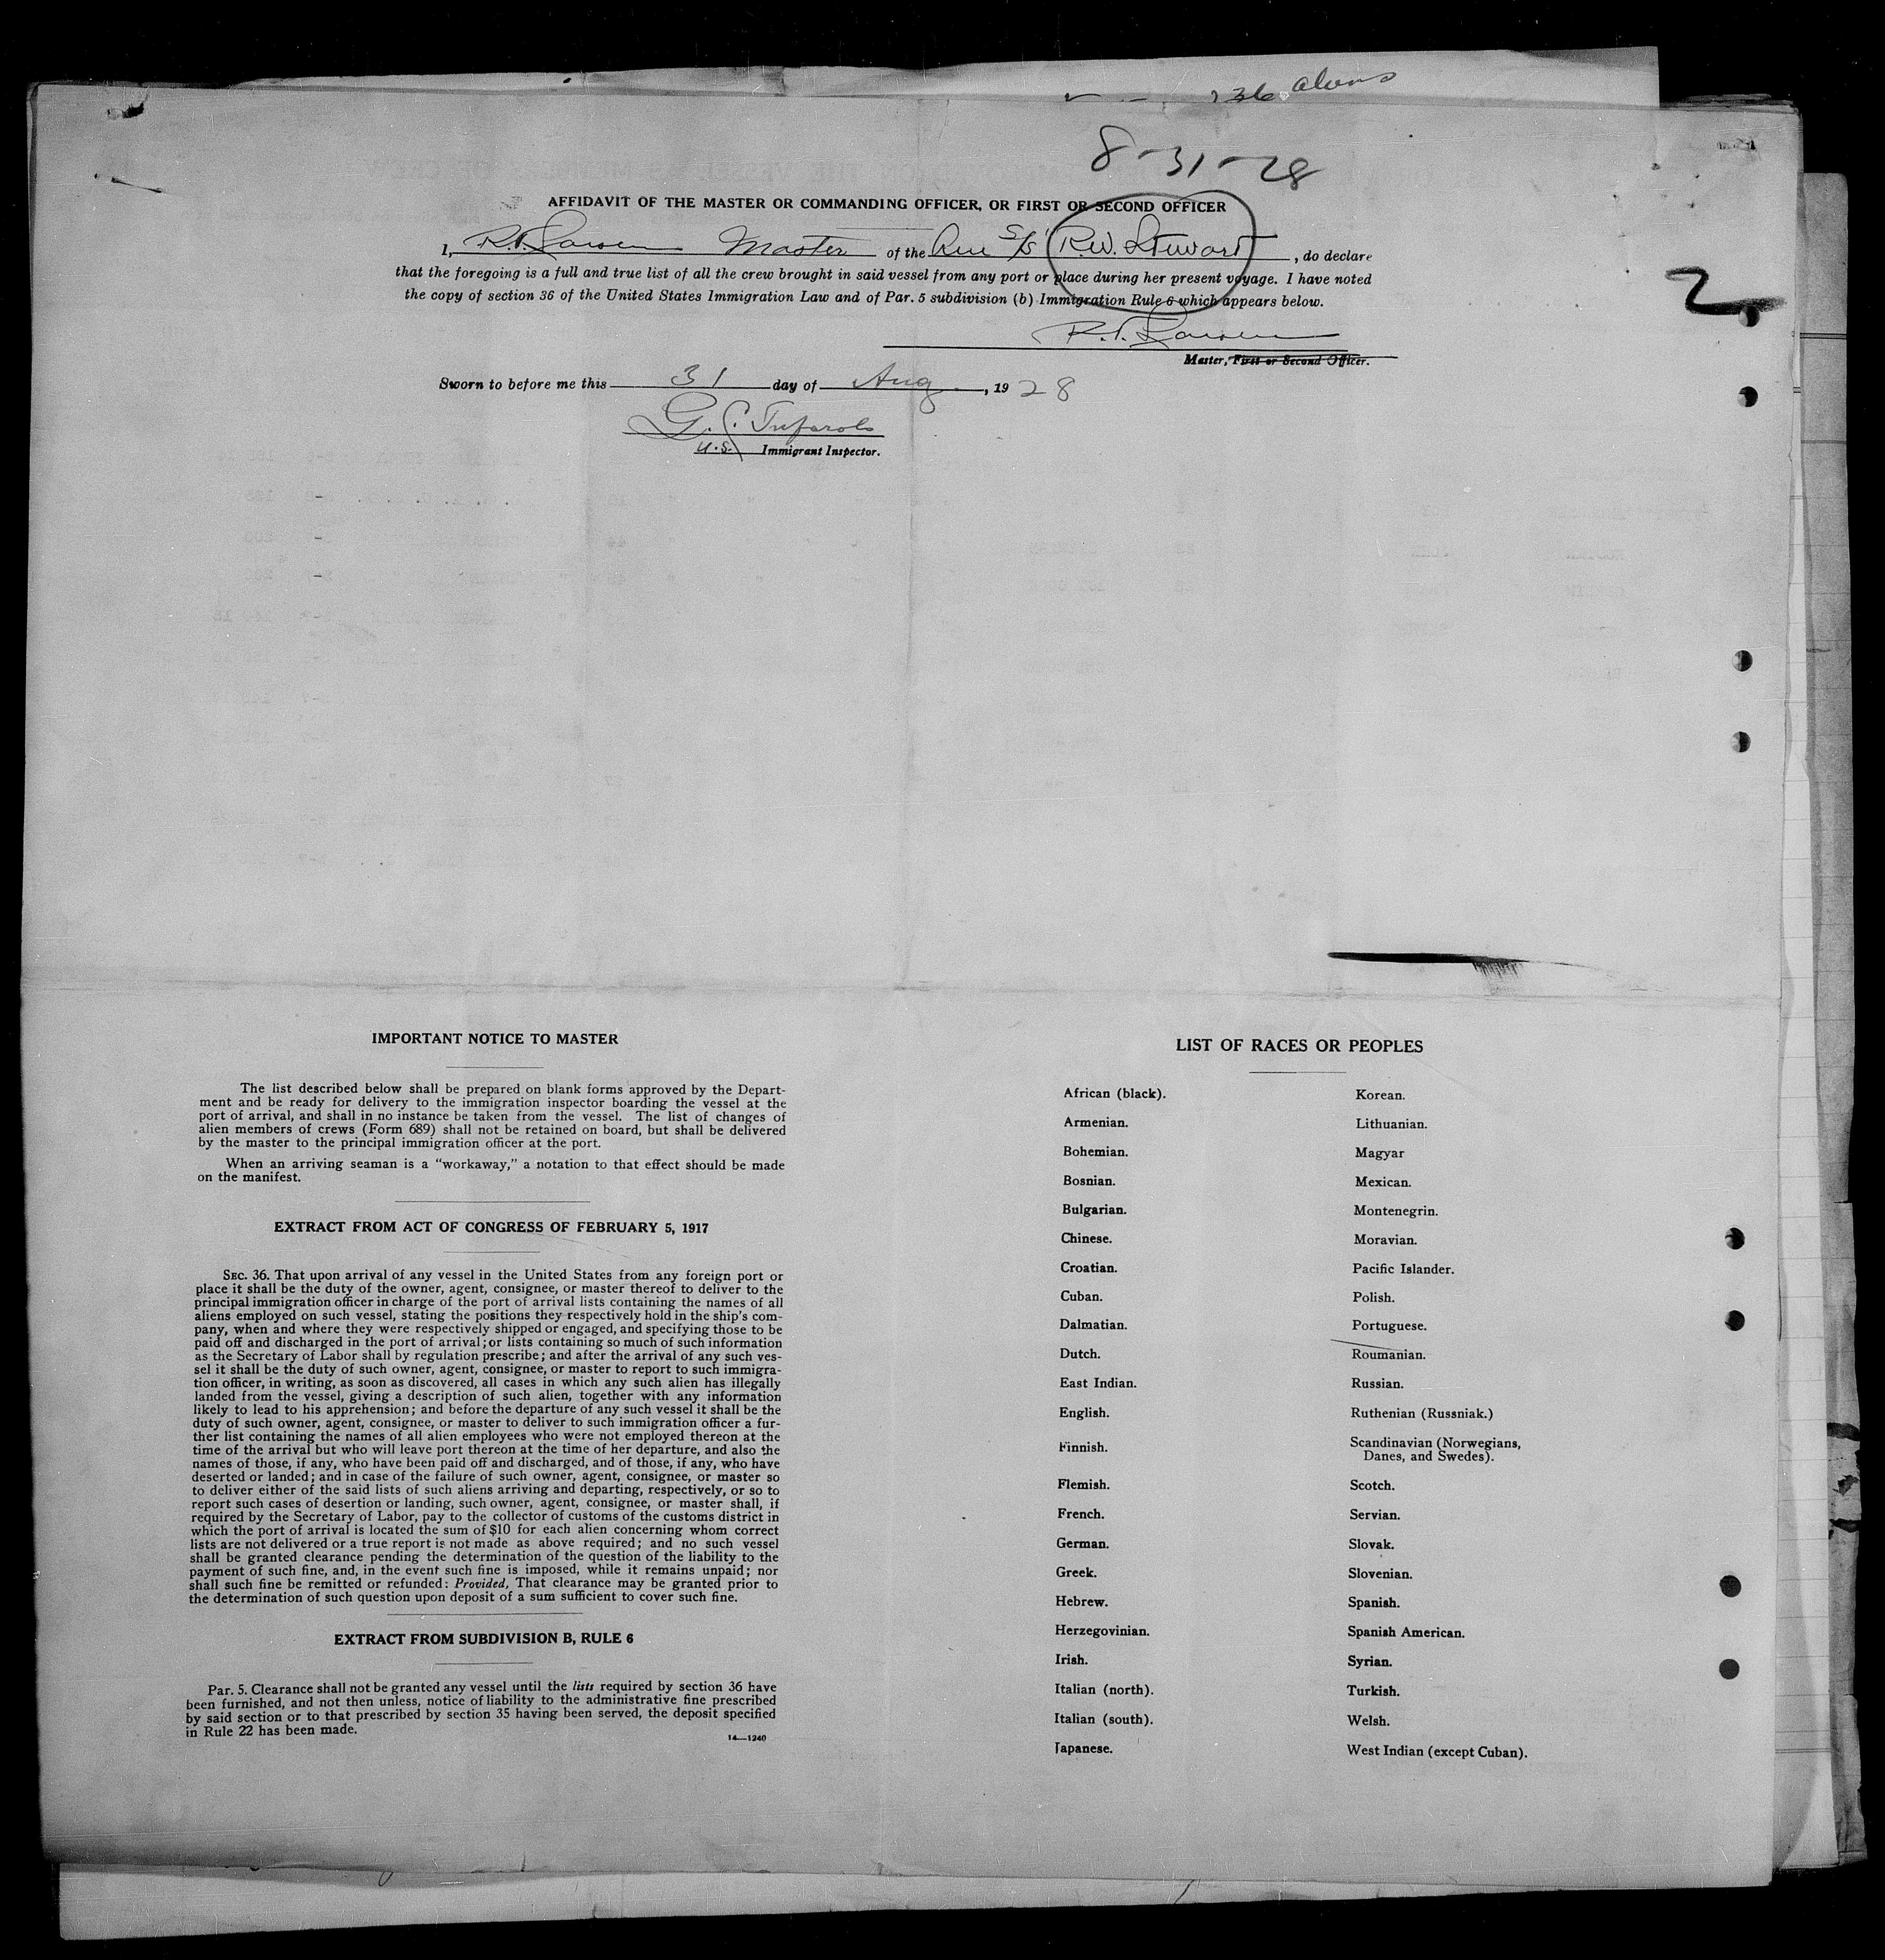 36 aliens
8-31-28
AFFIDAVIT OF THE MASTER OR COMMANDING OFFICER, OR FIRST OR SECOND OFFICER
I, R. Larsen Master of the Am S/S R.W. Stewart, do declare
that the foregoing is a full and true list of all the crew brought in said vessel from any port or place during her present voyage. I have noted
the copy of section 36 of the United States Immigration Law and of Par. 5 subdivision (b) Immigration Rule 6 which appears below.
2
R. Larsen
Master, First or Second Officer.
Sworn to before me this 31 day of Aug, 1928
G.
U.S. Immigrant Inspector.
IMPORTANT NOTICE TO MASTER
The list described below shall be prepared on blank forms approved by the Depart-
ment and be ready for delivery to the immigration inspector boarding the vessel at the
port of arrival, and shall in no instance be taken from the vessel. The list of changes of
alien members of crews (Form 689) shall not be retained on board, but shall be delivered
by the master to the principal immigration officer at the port.
When an arriving seaman is a “workaway,” a notation to that effect should be made
on the manifest.
EXTRACT FROM ACT OF CONGRESS OF FEBRUARY 5, 1917
SEC. 36. That upon arrival of any vessel in the United States from any foreign port or
place it shall be the duty of the owner, agent, consignee, or master thereof to deliver to the
principal immigration officer in charge of the port of arrival lists containing the names of all
aliens employed on such vessel, stating the positions they respectively hold in the ship's com-
pany, when and where they were respectively shipped or engaged, and specifying those to be
paid off and discharged in the port of arrival; or lists containing so much of such information
as the Secretary of Labor shall by regulation prescribe; and after the arrival of any such ves-
sel it shall be the duty of such owner, agent, consignee, or master to report to such immigra-
tion officer, in writing, as soon as discovered, all cases in which any such alien has illegally
landed from the vessel, giving a description of such alien, together with any information
likely to lead to his apprehension; and before the departure of any such vessel it shall be the
duty of such owner, agent, consignee, or master to deliver to such immigration officer a fur-
ther list containing the names of all alien employees who were not employed thereon at the
time of the arrival but who will leave port thereon at the time of her departure, and also the
names of those, if any, who have been paid off and discharged, and of those, if any, who have
deserted or landed; and in case of the failure of such owner, agent, consignee, or master so
to deliver either of the said lists of such aliens arriving and departing, respectively, or so to
report such cases of desertion or landing, such owner, agent, consignee, or master shall, if
required by the Secretary of Labor, pay to the collector of customs of the customs district in
which the port of arrival is located the sum of $10 for each alien concerning whom correct
lists are not delivered or a true report is not made as above required; and no such vessel
shall be granted clearance pending the determination of the question of the liability to the
payment of such fine, and, in the event such fine is imposed, while it remains unpaid; nor
shall such fine be remitted or refunded: Provided, That clearance may be granted prior to
the determination of such question upon deposit of a sum sufficient to cover such fine.
EXTRACT FROM SUBDIVISION B, RULE 6
Par. 5. Clearance shall not be granted any vessel until the lists required by section 36 have
been furnished, and not then unless, notice of liability to the administrative fine prescribed
by said section or to that prescribed by section 35 having been served, the deposit specified
in Rule 22 has been made.
14—1240
LIST OF RACES OR PEOPLES
African (black).
Armenian.
Bohemian.
Bosnian.
Bulgarian.
Chinese.
Croatian.
Cuban.
Dalmatian.
Dutch.
East Indian.
English.
Finnish.
Flemish.
French.
German.
Greek.
Hebrew.
Herzegovinian.
Irish.
Italian (north).
Italian (south).
Japanese.
Korean.
Lithuanian.
Magyar
Mexican.
Montenegrin.
Moravian.
Pacific Islander.
Polish.
Portuguese.
Roumanian.
Russian.
Ruthenian (Russniak.)
Scandinavian (Norwegians,
Danes, and Swedes).
Scotch.
Servian.
Slovak.
Slovenian.
Spanish.
Spanish American.
Syrian.
Turkish.
Welsh.
West Indian (except Cuban).